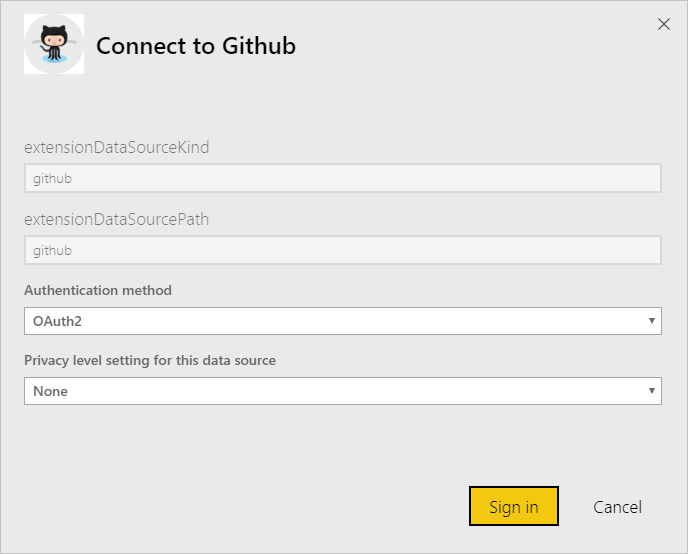 Connect to Github
extensionDataSourceKind
github
extensionDataSourcePath
github
Authentication method
OAuth2
Privacy level setting for this data source
None
Sign in
Cancel